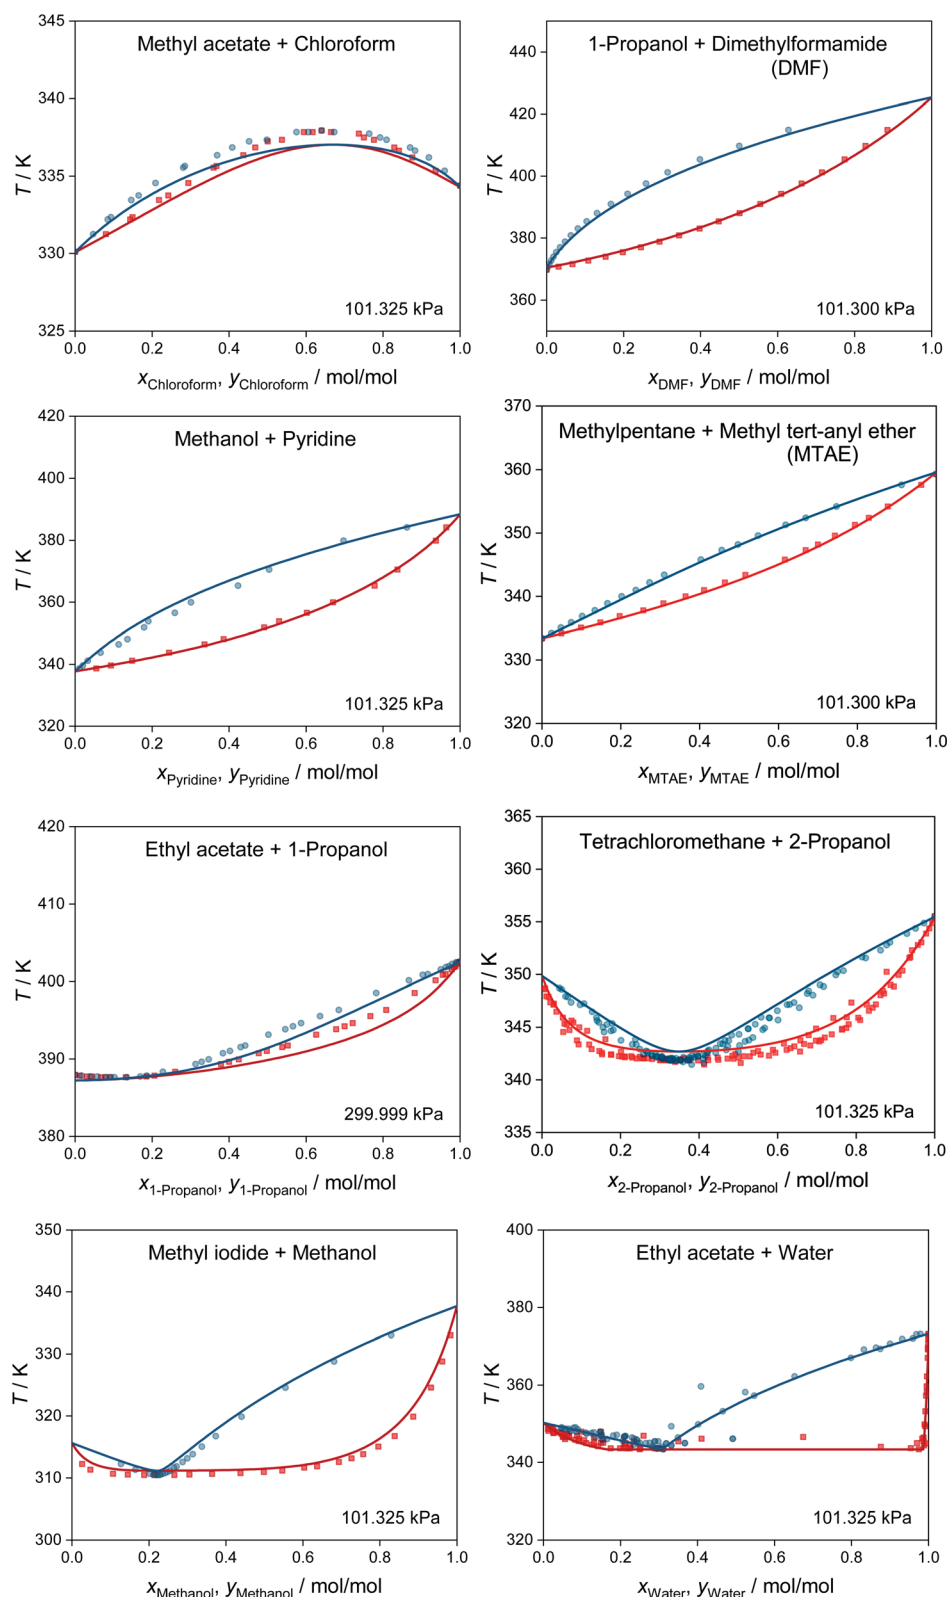 345
340
335
330
325
T / K
Methyl acetate + Chloroform
101.325 kPa
0.0 0.2 0.4 0.6 0.8 1.0
xChloroform, yChloroform / mol/mol
440
420
400
380
360
T / K
1-Propanol + Dimethylformamide
(DMF)
101.300 kPa
0.0 0.2 0.4 0.6 0.8 1.0
xDMF, yDMF / mol/mol
420
400
380
360
340
320
T / K
Methanol + Pyridine
101.325 kPa
0.0 0.2 0.4 0.6 0.8 1.0
xPyridine, yPyridine / mol/mol
370
360
350
340
330
320
T / K
Methylpentane + Methyl tert-anyl ether
(MTAE)
101.300 kPa
0.0 0.2 0.4 0.6 0.8 1.0
xMTAE, yMTAE / mol/mol
420
410
400
390
380
T / K
Ethyl acetate + 1-Propanol
299.999 kPa
0.0 0.2 0.4 0.6 0.8 1.0
x1-Propanol, y1-Propanol / mol/mol
365
360
355
350
345
340
335
T / K
Tetrachloromethane + 2-Propanol
101.325 kPa
0.0 0.2 0.4 0.6 0.8 1.0
x2-Propanol, y2-Propanol / mol/mol
350
340
330
320
310
300
T / K
Methyl iodide + Methanol
101.325 kPa
0.0 0.2 0.4 0.6 0.8 1.0
xMethanol, yMethanol / mol/mol
400
380
360
340
320
T / K
Ethyl acetate + Water
101.325 kPa
0.0 0.2 0.4 0.6 0.8 1.0
xWater, yWater / mol/mol